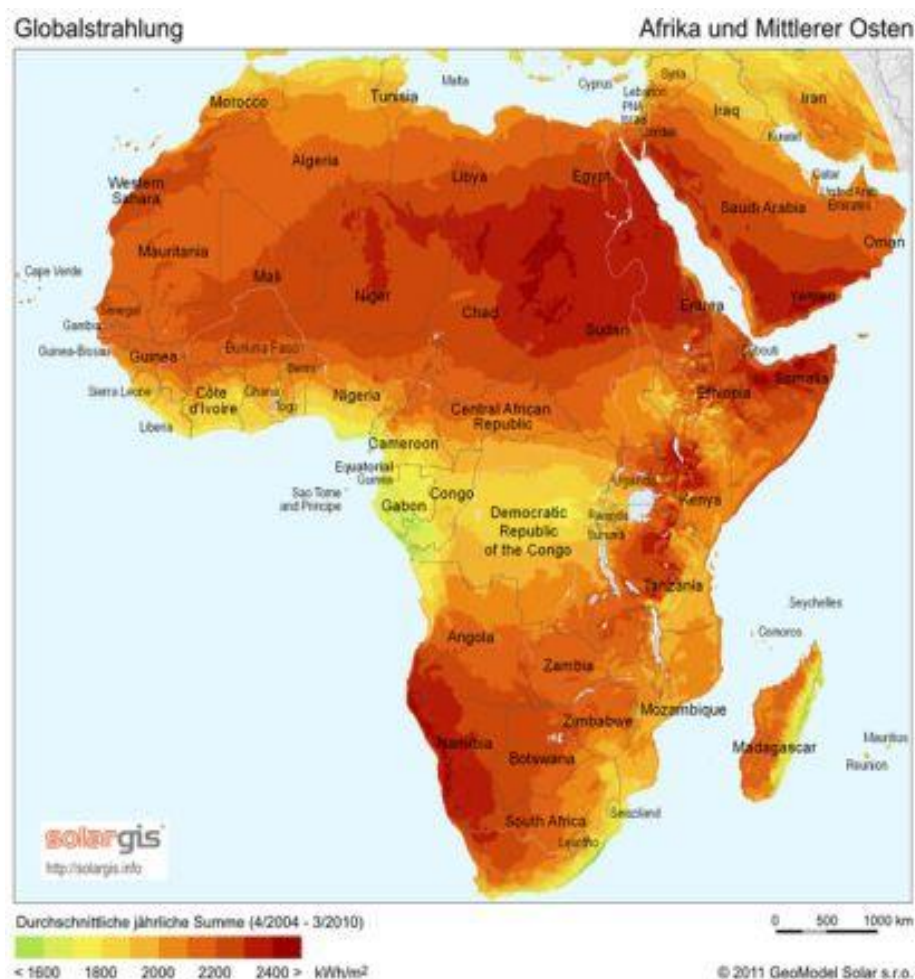 Globalstrahlung
Afrika und Mittlerer Osten
Malta
Cyprus
Syria
Lebanon
PNA
Israel
Jordan
Iraq
Iran
Kuwait
Morocco
Tunisia
Algeria
Libya
Egypt
Qatar
United Arab
Emirates
Saudi Arabia
Oman
Western
Sahara
Mauritania
Mali
Niger
Chad
Sudan
Eritrea
Yemen
Cape Verde
Senegal
Gambia
Guinea-Bissau
Guinea
Burkina Faso
Benin
Djibouti
Somalia
Ethiopia
Sierra Leone
Côte
d'Ivoire
Ghana
Togo
Nigeria
Central African
Republic
Liberia
Cameroon
Equatorial
Guinea
Sao Tome
and Principe
Gabon
Congo
Democratic
Republic
of the Congo
Uganda
Kenya
Rwanda
Burundi
Tanzania
Seychelles
Comoros
Angola
Zambia
Mozambique
Zimbabwe
Namibia
Botswana
Madagascar
Mauritius
Reunion
South Africa
Swaziland
Lesotho
solargis
http://solargis.info
Durchschnittliche jährliche Summe (4/2004 - 3/2010)
0 500 1000 km
< 1600 1800 2000 2200 2400 > kWh/m²
© 2011 GeoModel Solar s.r.o.